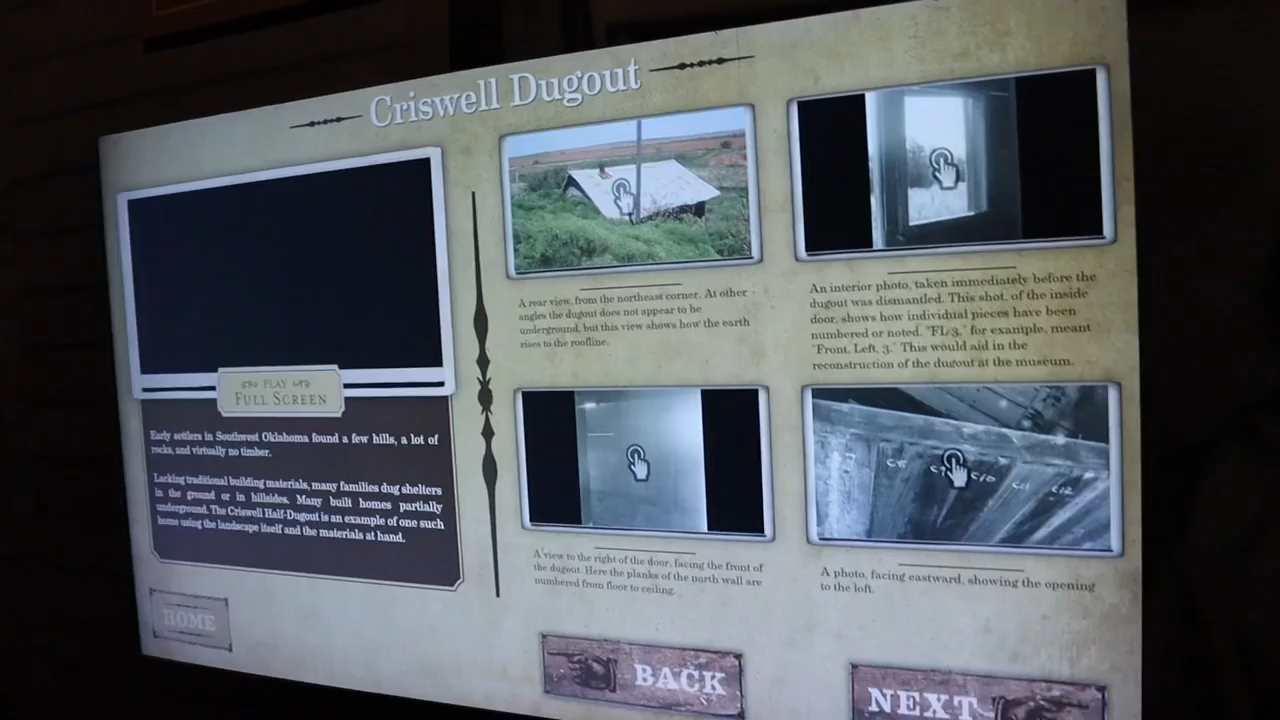 Criswell Dugout
PLAY
FULL SCREEN
Early settlers in Southwest Oklahoma found a few hills, a lot of
rocks, and virtually no timber.
Lacking traditional building materials, many families dug shelters
in the ground or in hillsides. Many built homes partially
underground. The Criswell Half-Dugout is an example of one such
home using the landscape itself and the materials at hand.
HOME
A rear view, from the northeast corner. At other
angles the dugout does not appear to be
underground, but this view shows how the earth
rises to the roofline.
An interior photo, taken immediately before the
dugout was dismantled. This shot, of the inside
door, shows how individual pieces have been
numbered or noted. "FL/3," for example, meant
"Front, Left, 3." This would aid in the
reconstruction of the dugout at the museum.
A view to the right of the door, facing the front of
the dugout. Here the planks of the north wall are
numbered from floor to ceiling.
C8
C10
C11
C12
A photo, facing eastward, showing the opening
to the loft.
BACK
NEXT